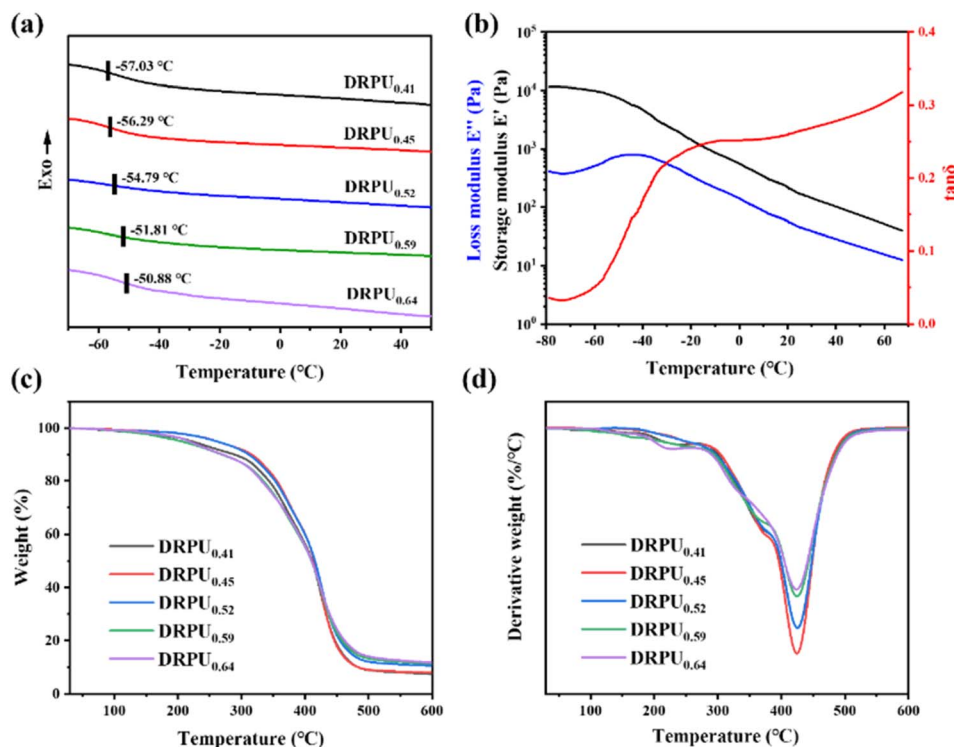 (a)
-57.03 ℃
DRPU0.41
-56.29 ℃
DRPU0.45
-54.79 ℃
DRPU0.52
-51.81 ℃
DRPU0.59
-50.88 ℃
DRPU0.64
Exo
-60 -40 -20 0 20 40
Temperature (℃)
(b)
10^5
10^4
10^3
10^2
10^1
10^0
Loss modulus E'' (Pa)
Storage modulus E' (Pa)
0.4
0.3
0.2
0.1
0.0
tanδ
-80 -60 -40 -20 0 20 40 60
Temperature (℃)
(c)
100
80
60
40
20
0
Weight (%)
DRPU0.41
DRPU0.45
DRPU0.52
DRPU0.59
DRPU0.64
100 200 300 400 500 600
Temperature (℃)
(d)
Derivative weight (%/℃)
DRPU0.41
DRPU0.45
DRPU0.52
DRPU0.59
DRPU0.64
0 100 200 300 400 500 600
Temperature (℃)